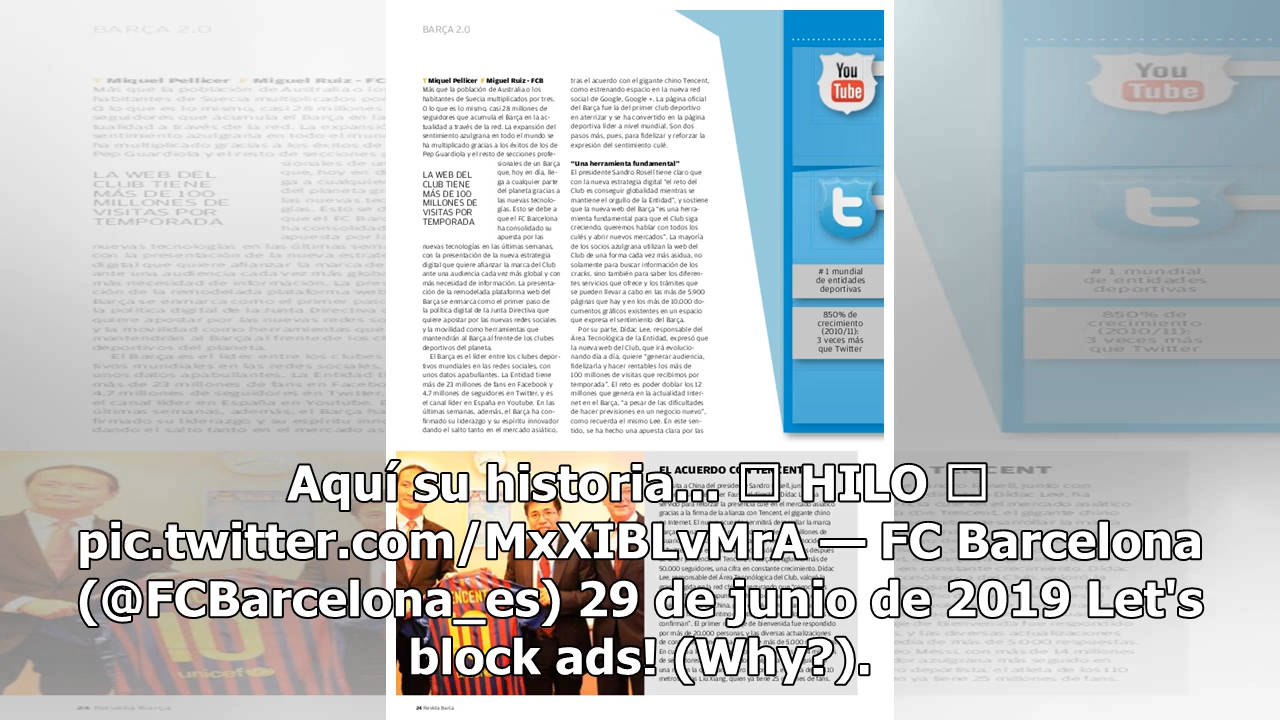 BARÇA 2.0
T Miquel Pellicer F Miguel Ruiz - FCB
Más que la población de Australia o los
habitantes de Suecia multiplicados por tres.
O lo que es lo mismo, casi 28 millones de
seguidores que acumula el Barça en la ac-
tualidad a través de la red. La expansión del
sentimiento azulgrana en todo el mundo se
ha multiplicado gracias a los éxitos de los de
Pep Guardiola y el resto de secciones profe-
sionales de un Barça
que, hoy en día, lle-
ga a cualquier parte
del planeta gracias a
las nuevas tecnolo-
gías. Esto se debe a
que el FC Barcelona
ha consolidado su
apuesta por las
LA WEB DEL
CLUB TIENE
MÁS DE 100
MILLONES DE
VISITAS POR
TEMPORADA
nuevas tecnologías en las últimas semanas,
con la presentación de la nueva estrategia
digital que quiere afianzar la marca del Club
ante una audiencia cada vez más global y con
más necesidad de información. La presenta-
ción de la remodelada plataforma web del
Barça se enmarca como el primer paso de
la política digital de la Junta Directiva que
quiere apostar por las nuevas redes sociales
y la movilidad como herramientas que
mantendrán al Barça al frente de los clubes
deportivos del planeta.
El Barça es el líder entre los clubes depor-
tivos mundiales en las redes sociales, con
unos datos apabullantes. La Entidad tiene
más de 23 millones de fans en Facebook y
4,7 millones de seguidores en Twitter, y es
el canal líder en España en Youtube. En las
últimas semanas, además, el Barça ha con-
firmado su liderazgo y su espíritu innovador
dando el salto tanto en el mercado asiático,
tras el acuerdo con el gigante chino Tencent,
como estrenando espacio en la nueva red
social de Google, Google +. La página oficial
del Barça fue la del primer club deportivo
en aterrizar y se ha convertido en la página
deportiva líder a nivel mundial. Son dos
pasos más, pues, para fidelizar y reforzar la
expresión del sentimiento culé.
"Una herramienta fundamental"
El presidente Sandro Rosell tiene claro que
con la nueva estrategia digital "el reto del
Club es conseguir globalidad mientras se
mantiene el orgullo de la Entidad", y sostiene
que la nueva web del Barça "es una herra-
mienta fundamental para que el Club siga
creciendo, queremos hablar con todos los
culés y abrir nuevos mercados". La mayoría
de los socios azulgrana utilizan la web del
Club de una forma cada vez más asidua, no
solamente para buscar información de los
cracks, sino también para saber los diferen-
tes servicios que ofrece y los trámites que
se pueden llevar a cabo en las más de 5.900
páginas que hay y en los más de 10.000 do-
cumentos gráficos existentes en un espacio
que expresa el sentimiento del Barça.
Por su parte, Dídac Lee, responsable del
Área Tecnológica de la Entidad, expresó que
la nueva web del Club, que irá evolucio-
nando día a día, quiere "generar audiencia,
fidelizarla y hacer rentables los más de
100 millones de visitas que recibimos por
temporada". El reto es poder doblar los 12
millones que genera en la actualidad Inter-
net en el Barça, "a pesar de las dificultades
de hacer previsiones en un negocio nuevo",
como recuerda el mismo Lee. En este sen-
tido, se ha hecho una apuesta clara por las
You
Tube
# 1 mundial
de entidades
deportivas
850% de
crecimiento
(2010/11):
3 veces más
que Twitter
EL ACUERDO CON TENCENT
Aquí su historia... HILO
pic.twitter.com/MxXIBLvMrA — FC Barcelona
(@FCBarcelona_es) 29 de junio de 2019 Let's
block ads! (Why?).
24 Revista Barça